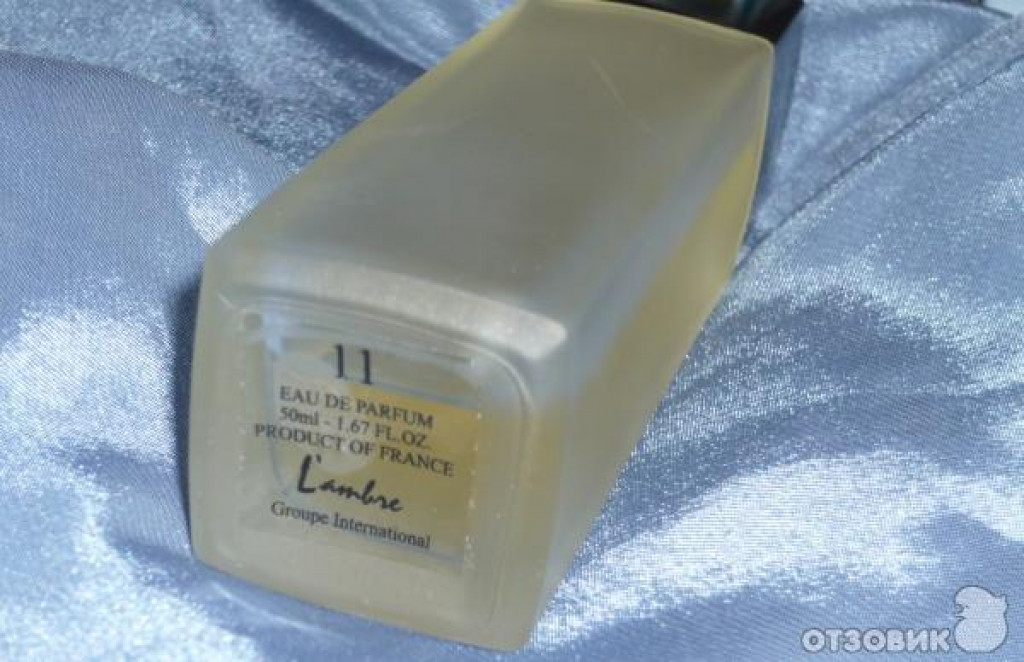 11
EAU DE PARFUM
50ml - 1.67 FL.OZ.
PRODUCT OF FRANCE
L'ambre
Groupe International
ОТЗОВИК